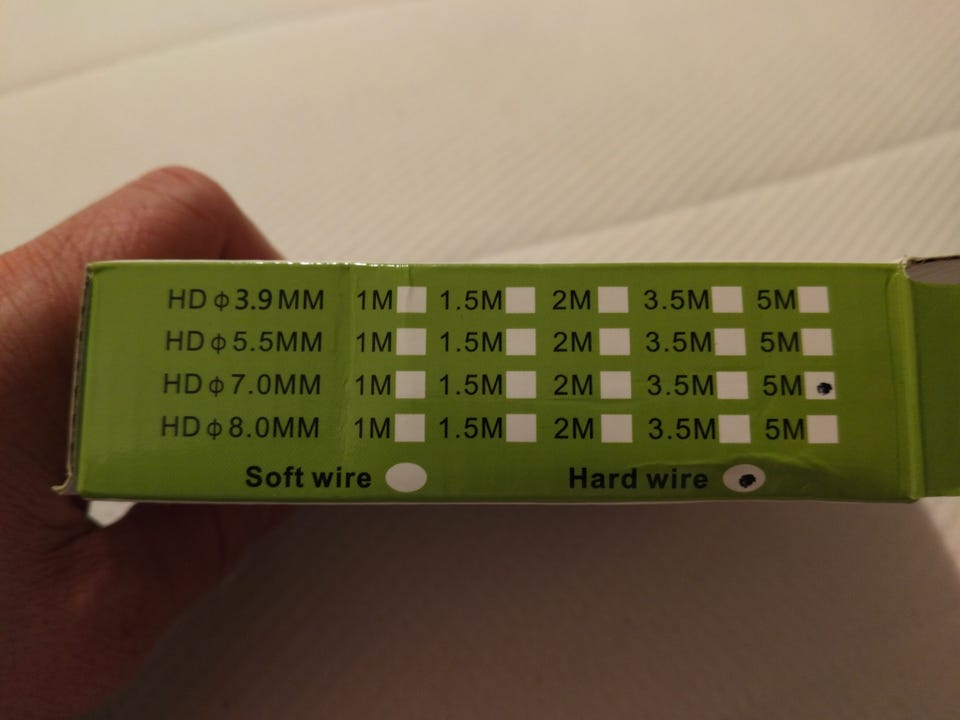 HD φ3.9MM 1M 1.5M 2M 3.5M 5M
HD φ5.5MM 1M 1.5M 2M 3.5M 5M
HD φ7.0MM 1M 1.5M 2M 3.5M 5M
HD φ8.0MM 1M 1.5M 2M 3.5M 5M
Soft wire Hard wire